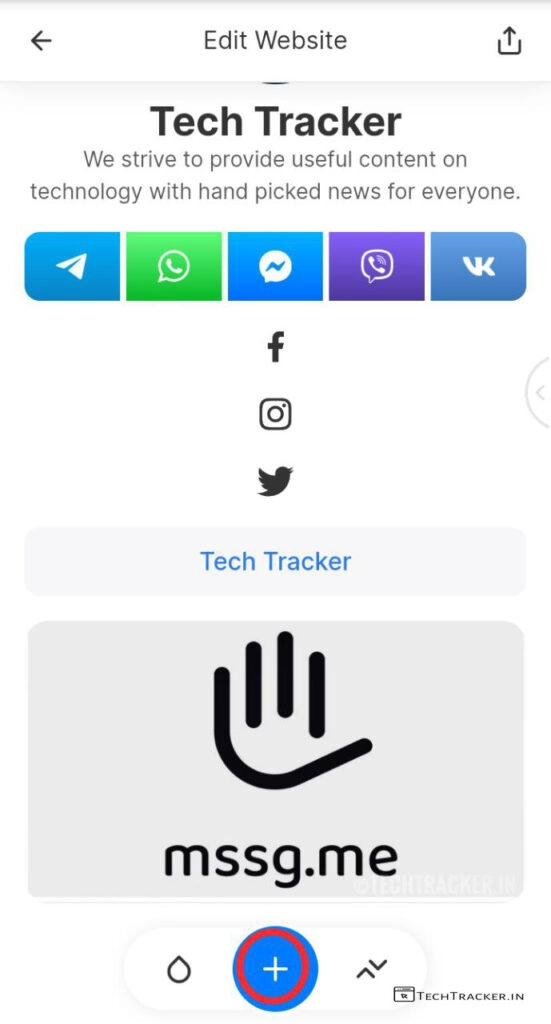 Edit Website
Tech Tracker
We strive to provide useful content on
technology with hand picked news for everyone.
Tech Tracker
mssg.me
©TECHTRACKER.IN
TECHTRACKER.IN